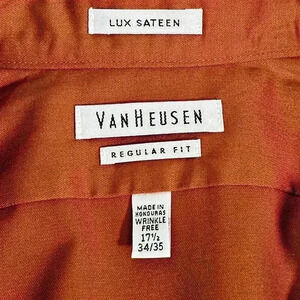 LUX SATEEN
VAN HEUSEN
REGULAR FIT
MADE IN
HONDURAS
WRINKLE
FREE
17½
34/35